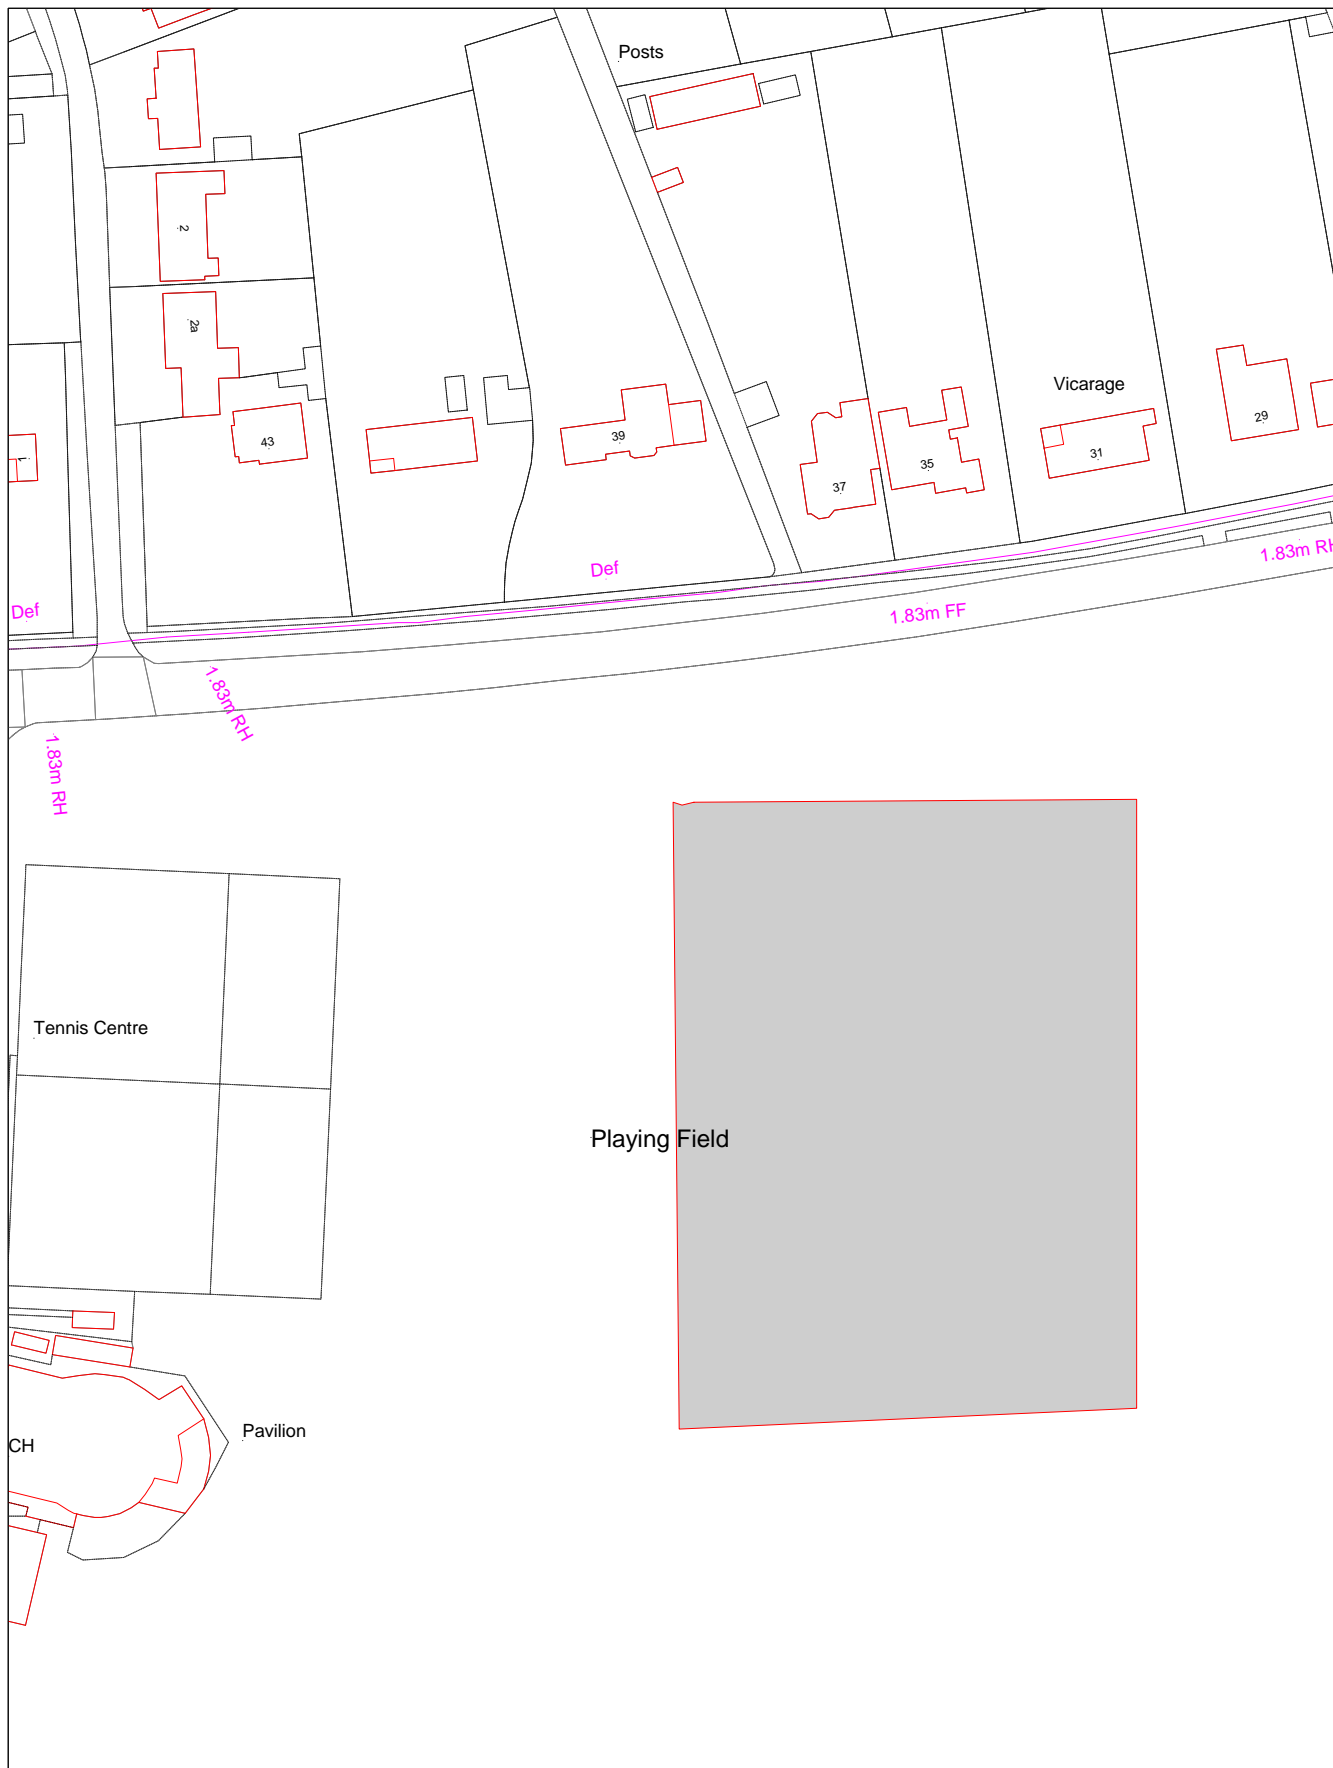 Posts
2
2a
Vicarage
29
43
39
37
35
31
1
Def
Def
1.83m RH
1.83m FF
1.83m RH
1.83m RH
Tennis Centre
Playing Field
Pavilion
CH